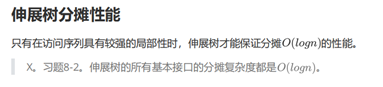 伸展树分摊性能
只有在访问序列具有较强的局部性时，伸展树才能保证分摊O(logn)的性能。
X。习题8-2。伸展树的所有基本接口的分摊复杂度都是O(logn)。